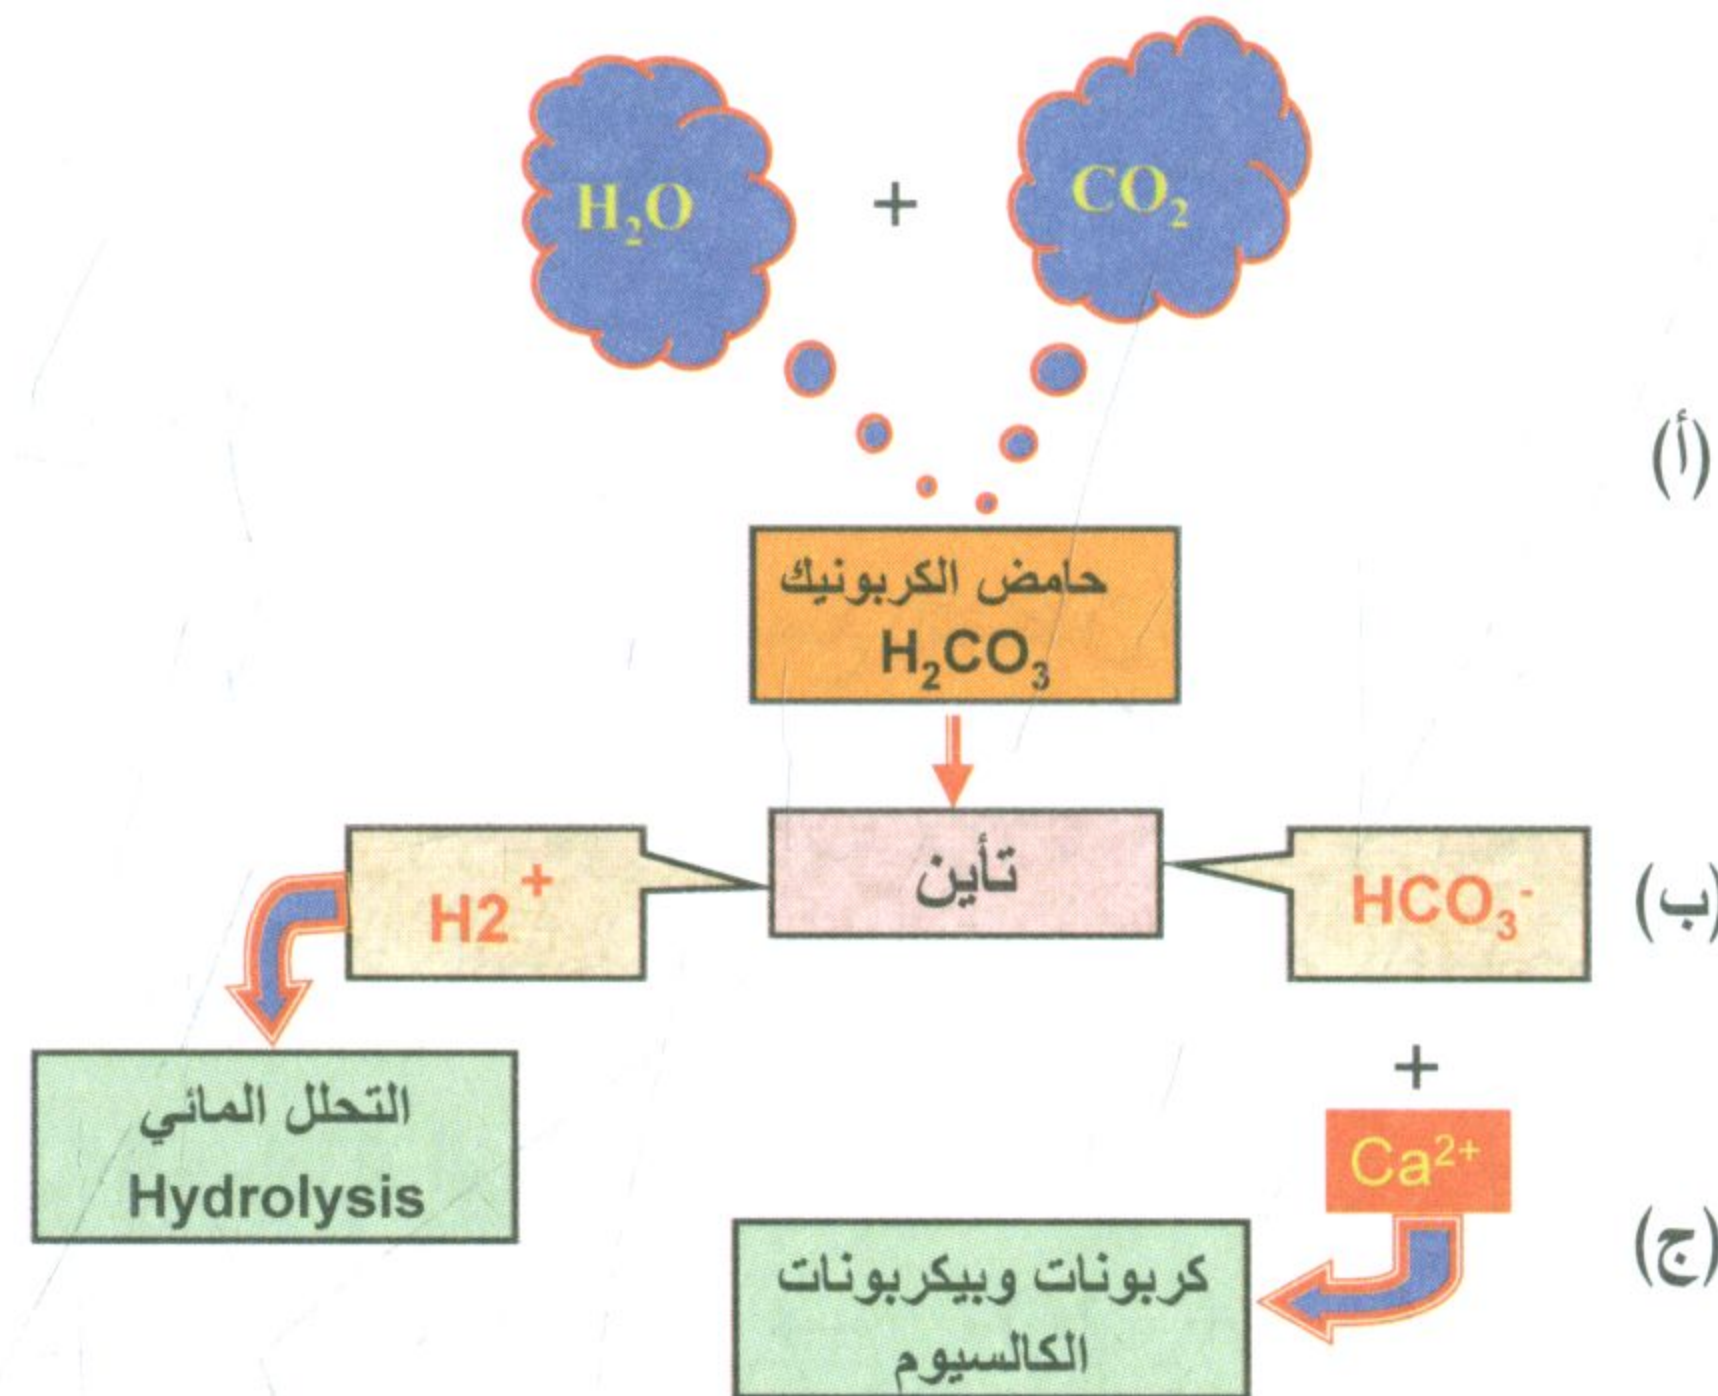 H₂O + CO₂
(أ)
حامض الكربونيك
H₂CO₃
تأين
H2⁺
HCO₃⁻
(ب)
+
Ca²⁺
التحلل المائي
Hydrolysis
(ج)
كربونات وبيكربونات
الكالسيوم